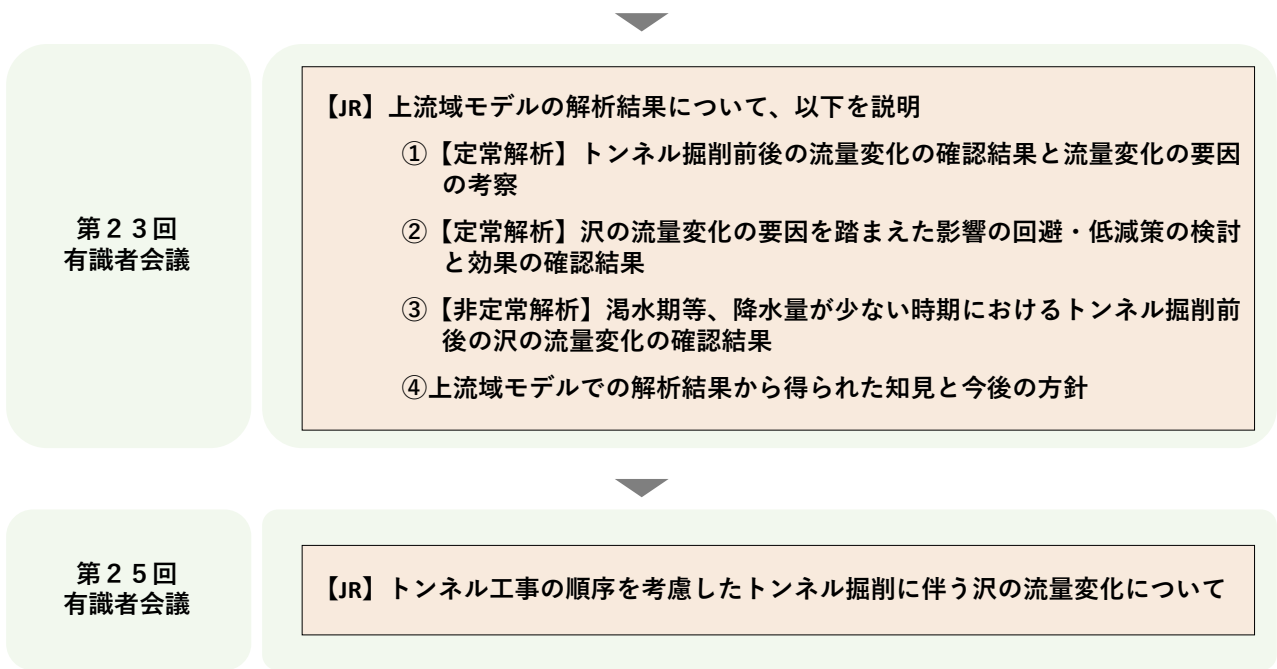 第２３回
有識者会議
【JR】上流域モデルの解析結果について、以下を説明
①【定常解析】トンネル掘削前後の流量変化の確認結果と流量変化の要因
の考察
②【定常解析】沢の流量変化の要因を踏まえた影響の回避・低減策の検討
と効果の確認結果
③【非定常解析】渇水期等、降水量が少ない時期におけるトンネル掘削前
後の沢の流量変化の確認結果
④上流域モデルでの解析結果から得られた知見と今後の方針
第２５回
有識者会議
【JR】トンネル工事の順序を考慮したトンネル掘削に伴う沢の流量変化について